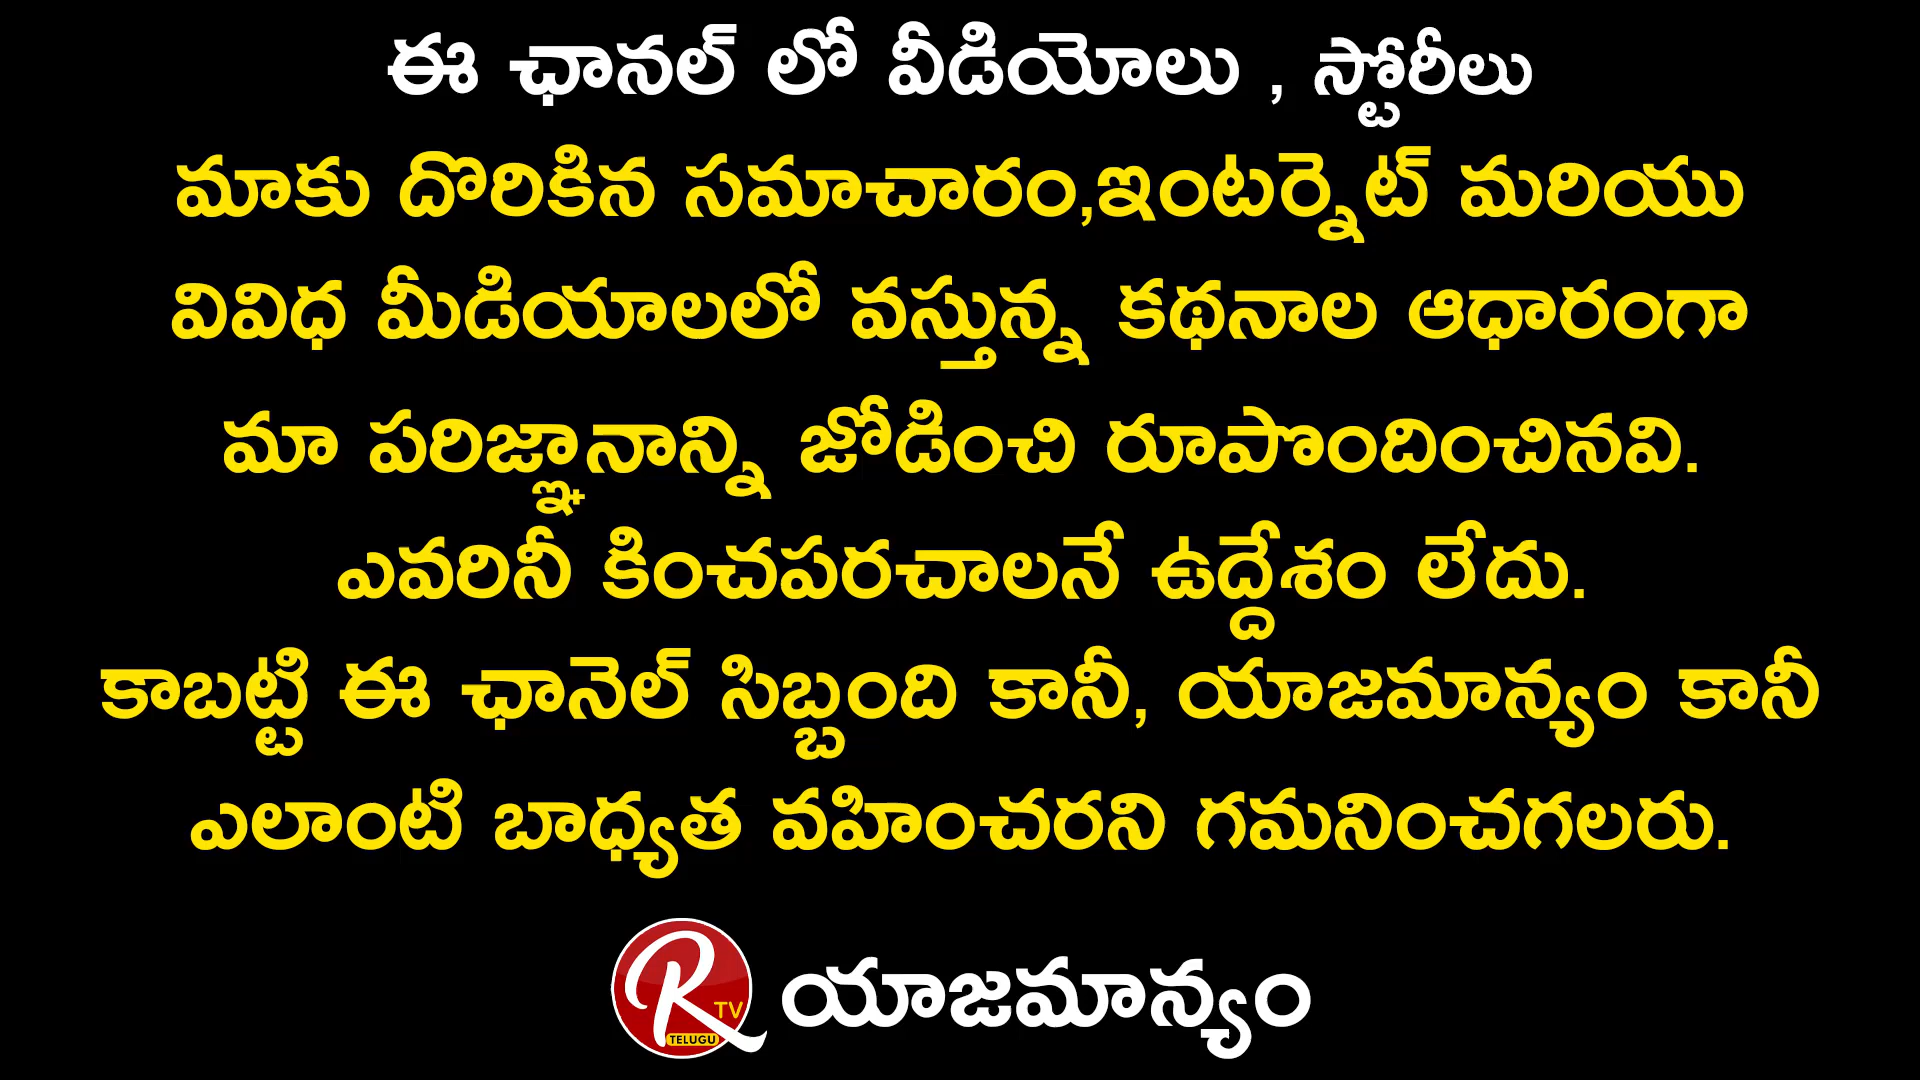 ఈ ఛానల్ లో వీడియోలు , స్టోరీలు
మాకు దొరికిన సమాచారం,ఇంటర్నెట్ మరియు
వివిధ మీడియాలలో వస్తున్న కథనాల ఆధారంగా
మా పరిజ్ఞానాన్ని జోడించి రూపొందించినవి.
ఎవరినీ కించపరచాలనే ఉద్దేశం లేదు.
కాబట్టి ఈ ఛానెల్ సిబ్బంది కానీ, యాజమాన్యం కానీ
ఎలాంటి బాధ్యత వహించరని గమనించగలరు.
R TV TELUGU యాజమాన్యం